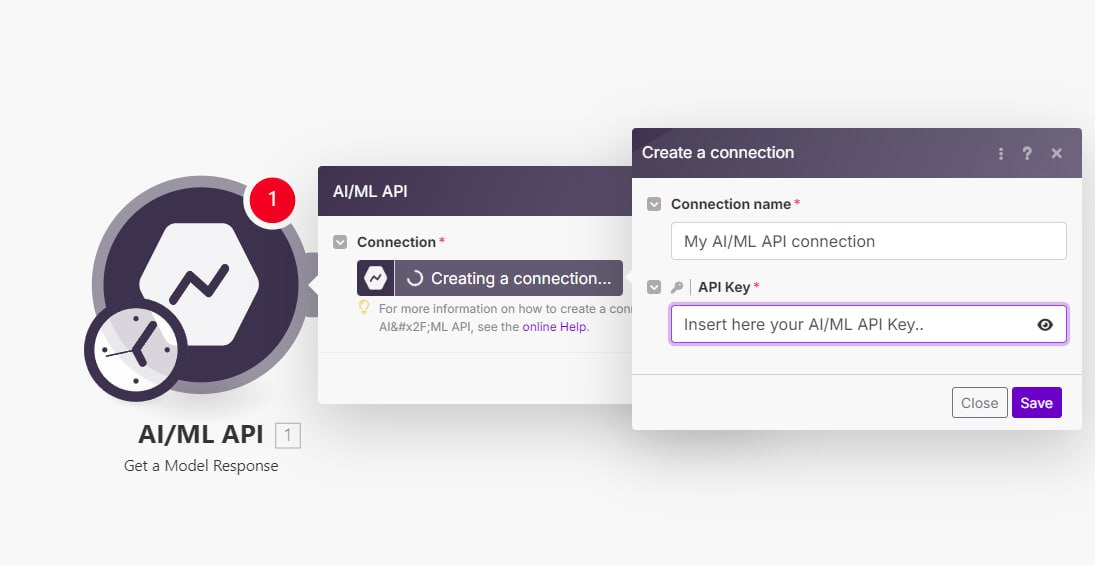 1
AI/ML API
Connection *
Creating a connection...
For more information on how to create a
AI&#x2F;ML API, see the online Help.
Create a connection
Connection name *
My AI/ML API connection
API Key *
Insert here your AI/ML API Key..
Close
Save
AI/ML API 1
Get a Model Response